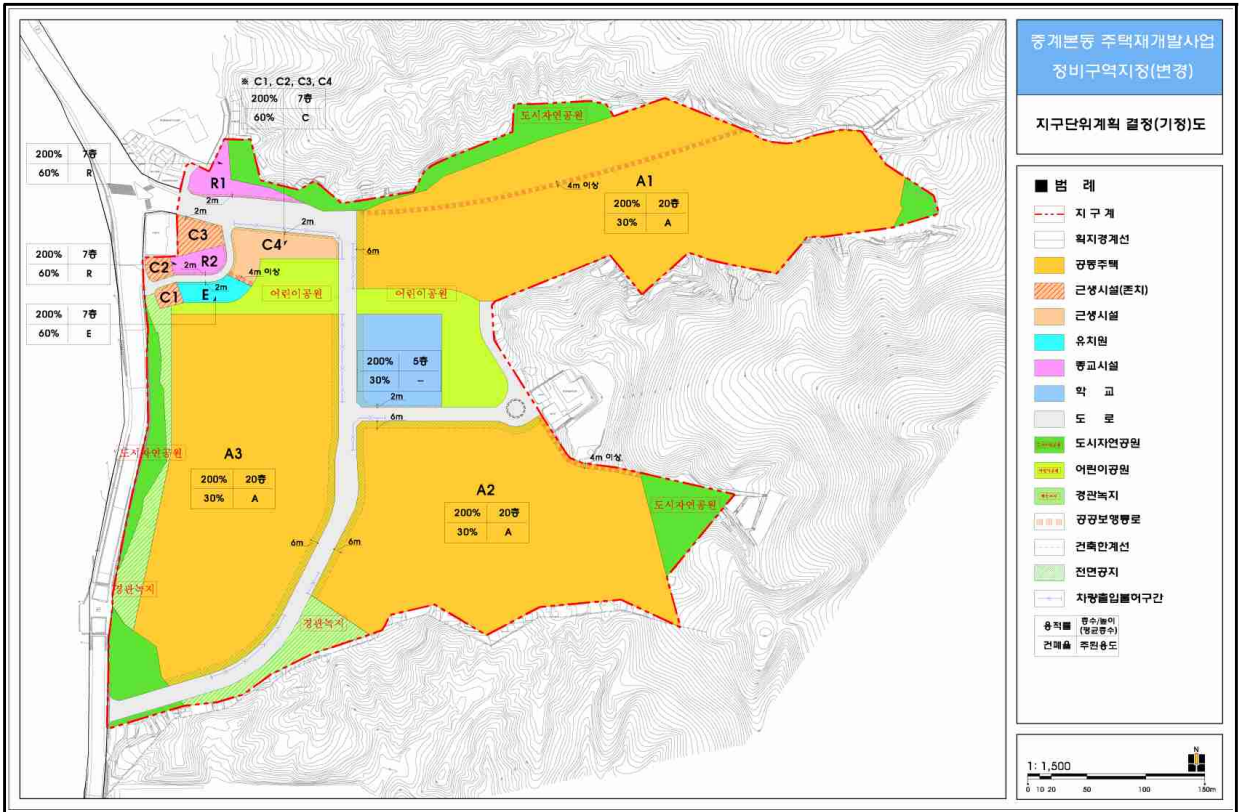 중계본동 주택재개발사업
정비구역지정(변경)
지구단위계획 결정(기정)도
※ C1, C2, C3, C4
200% 7층
60% C
200% 7층
60% R
R1
2m
2m
2m
C3
C4
R2
2m
C2
4m 이상
C1
E
2m
200% 7층
60% R
200% 7층
60% E
도시자연공원
4m 이상
A1
200% 20층
30% A
6m
어린이공원
어린이공원
200% 5층
30% –
2m
6m
도시자연공원
A3
200% 20층
30% A
4m 이상
A2
200% 20층
30% A
도시자연공원
6m
6m
경관녹지
경관녹지
범 례
지구계
획지경계선
공동주택
근생시설(존치)
근생시설
유치원
종교시설
학 교
도 로
도시자연공원
어린이공원
경관녹지
공공보행통로
건축한계선
전면공지
차량출입불허구간
용적률 층수/높이
(평균층수)
건폐율 주된용도
N
1: 1,500
0 10 20 50 100 150m